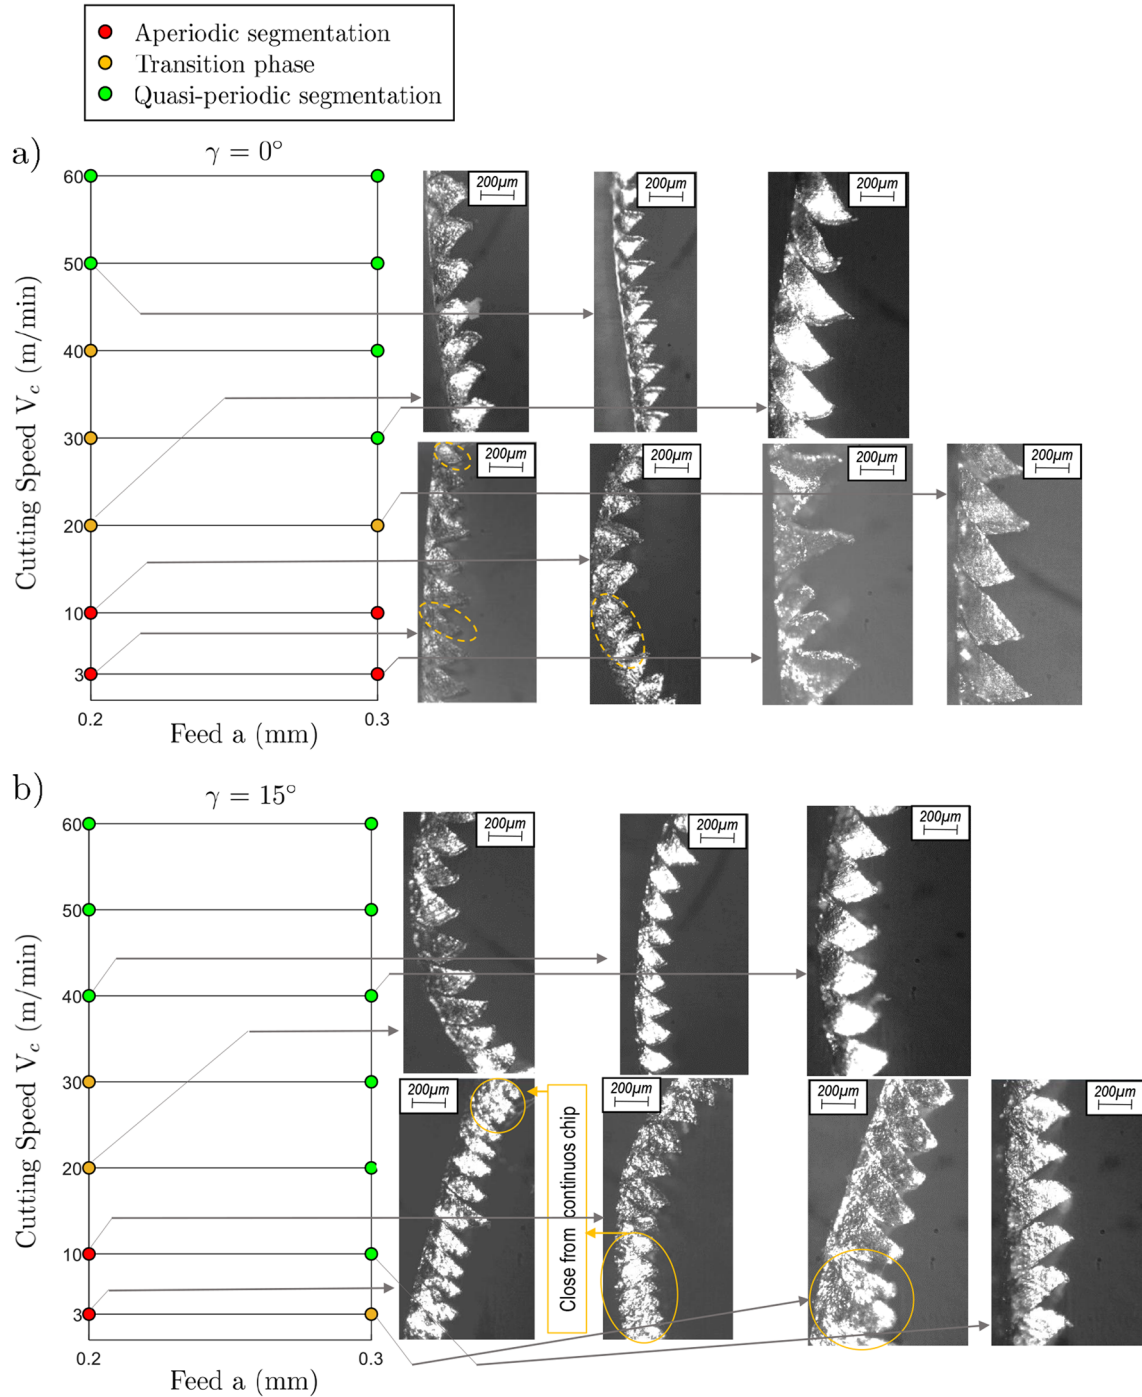 Aperiodic segmentation
Transition phase
Quasi-periodic segmentation
a)
γ = 0°
60
50
40
30
20
10
3
0.2
0.3
Cutting Speed V_c (m/min)
Feed a (mm)
200µm
200µm
200µm
200µm
200µm
200µm
200µm
b)
γ = 15°
60
50
40
30
20
10
3
0.2
0.3
Cutting Speed V_c (m/min)
Feed a (mm)
200µm
200µm
200µm
200µm
200µm
200µm
200µm
Close from continuos chip